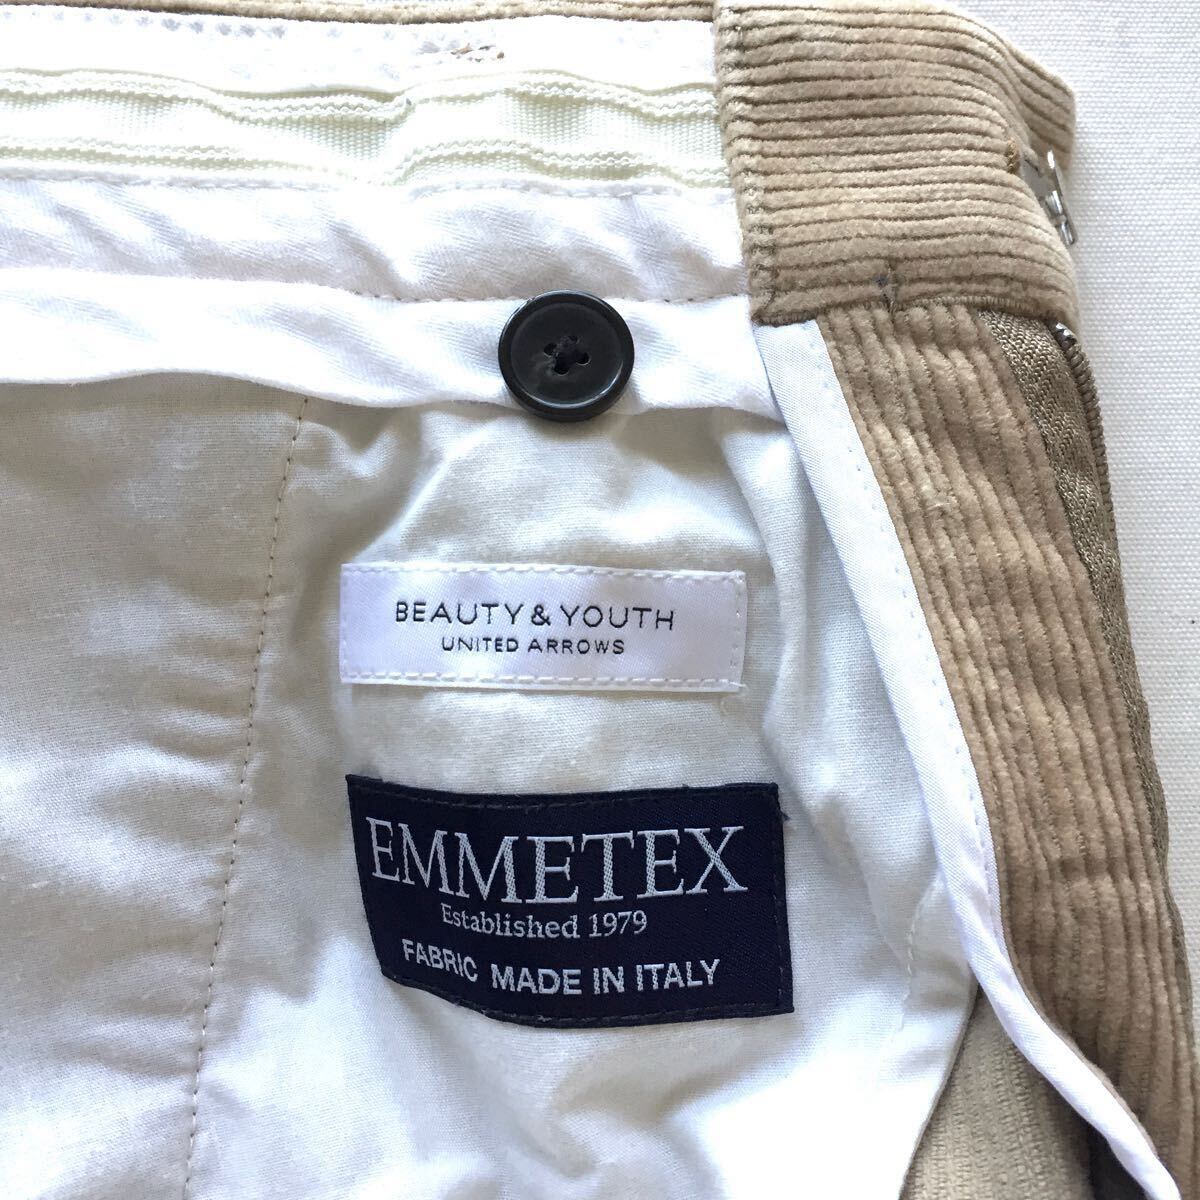 BEAUTY & YOUTH
UNITED ARROWS
EMMETEX
Established 1979
FABRIC MADE IN ITALY